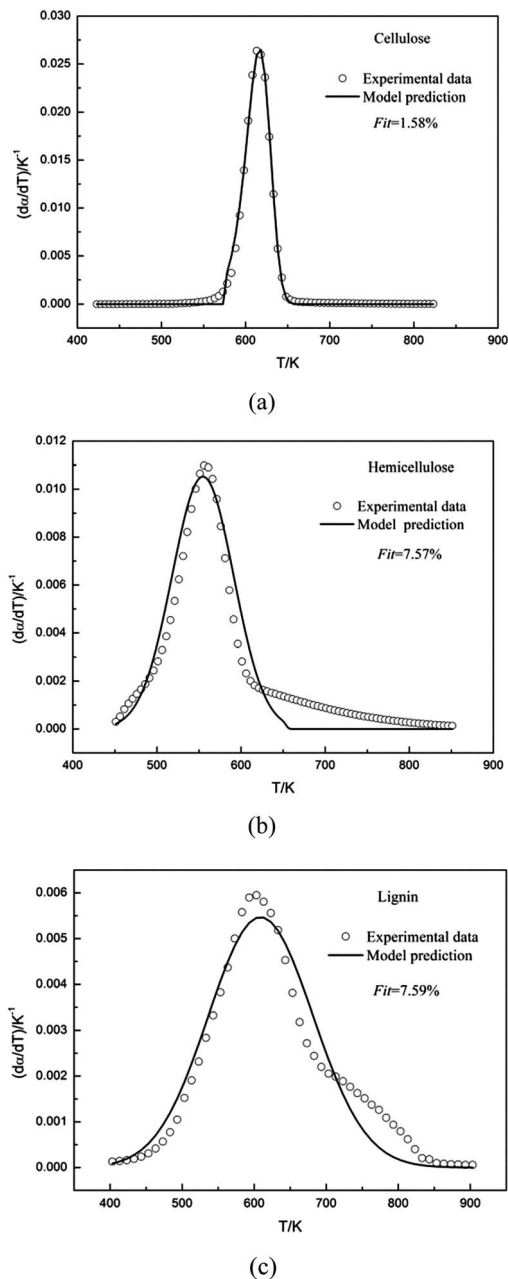 Cellulose
Experimental data
Model prediction
Fit=1.58%
0.030
0.025
0.020
0.015
0.010
0.005
0.000
(dα/dT)/K⁻¹
400 500 600 700 800 900
T/K
(a)
Hemicellulose
Experimental data
Model prediction
Fit=7.57%
0.012
0.010
0.008
0.006
0.004
0.002
0.000
(dα/dT)/K⁻¹
400 500 600 700 800 900
T/K
(b)
Lignin
Experimental data
Model prediction
Fit=7.59%
0.006
0.005
0.004
0.003
0.002
0.001
0.000
(dα/dT)/K⁻¹
400 500 600 700 800 900
T/K
(c)